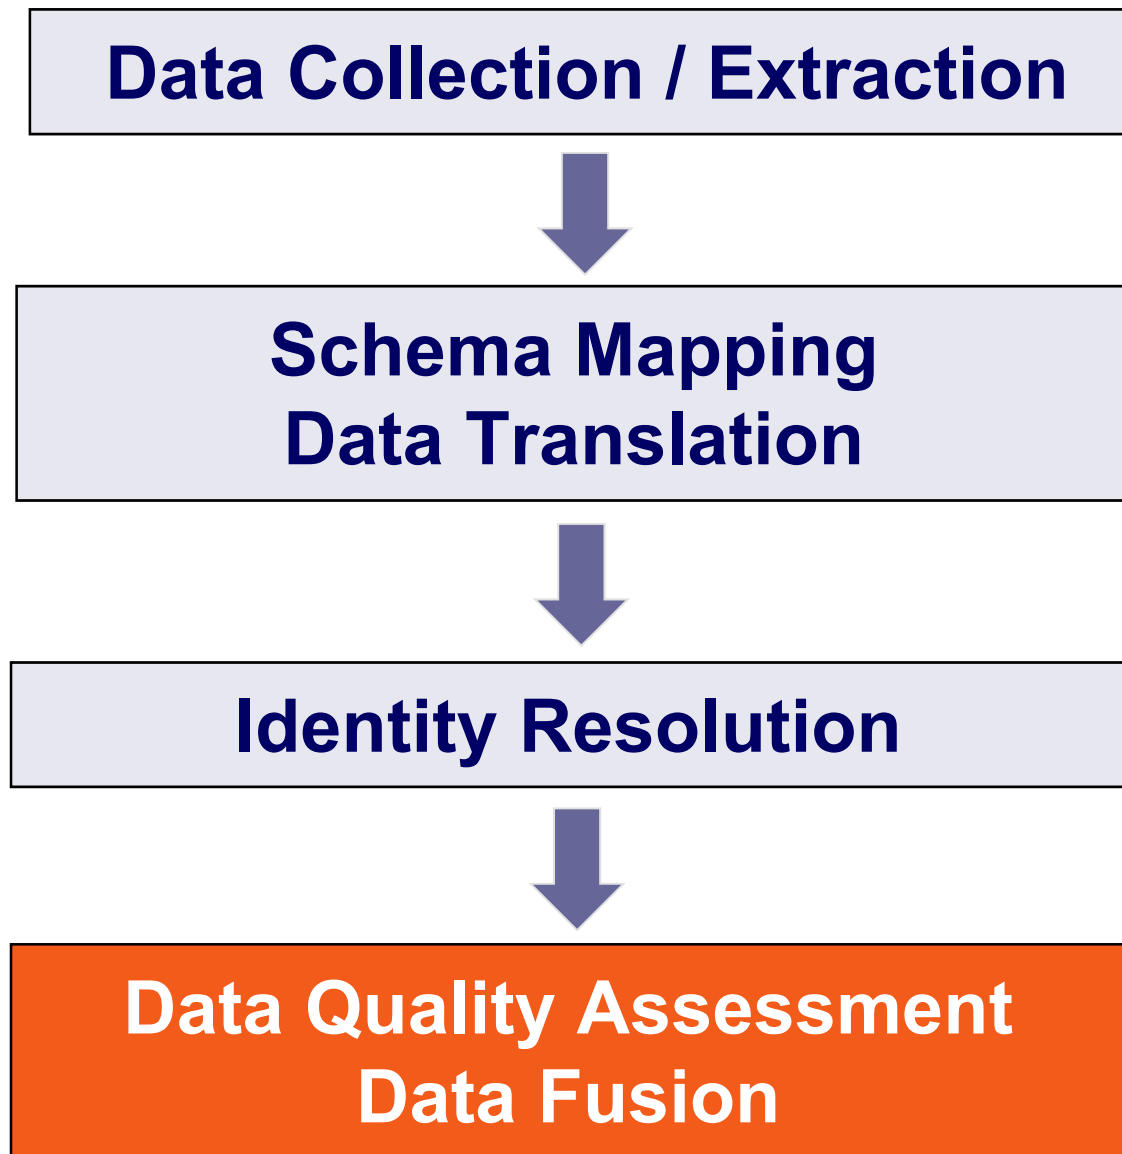 Data Collection / Extraction
Schema Mapping
Data Translation
Identity Resolution
Data Quality Assessment
Data Fusion